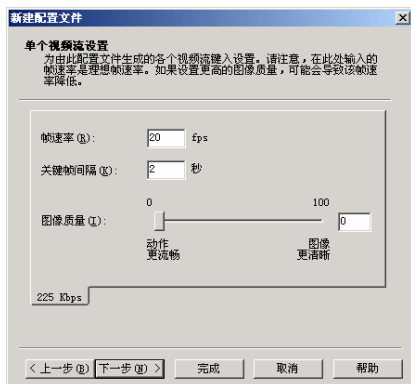 新建配置文件
单个视频流设置
为由此配置文件生成的各个视频流键入设置。请注意，在此处输入的
帧速率是理想帧速率。如果设置更高的图像质量，可能会导致该帧速
率降低。
帧速率(R): 20 fps
关键帧间隔(K): 2 秒
0 100
图像质量(I): 0
动作 图像
更流畅 更清晰
225 Kbps
< 上一步(B) 下一步(N) > 完成 取消 帮助